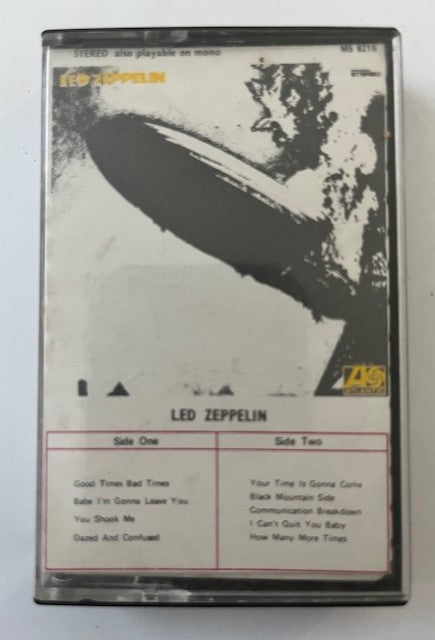 STEREO also playable on mono MS 8216
LED ZEPPELIN
ATLANTIC
LED ZEPPELIN
Side One Side Two
Good Times Bad Times
Babe I'm Gonna Leave You
You Shook Me
Dazed And Confused
Your Time Is Gonna Come
Black Mountain Side
Communication Breakdown
I Can't Quit You Baby
How Many More Times